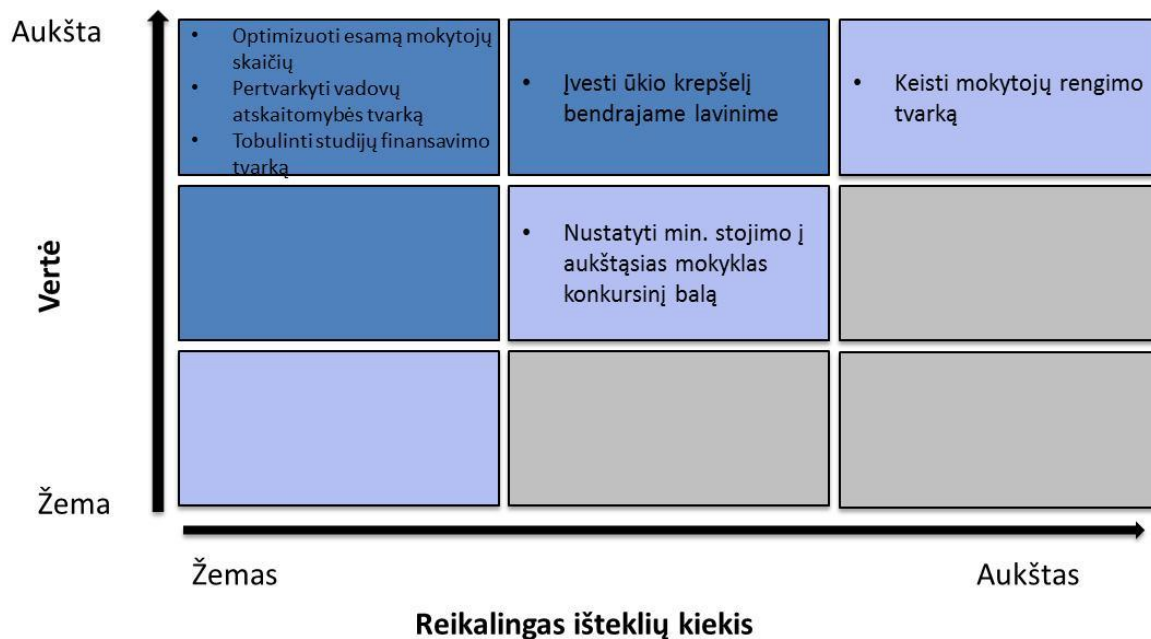 Aukšta
• Optimizuoti esamą mokytojų
skaičių
• Pertvarkyti vadovų
atskaitomybės tvarką
• Tobulinti studijų finansavimo
tvarką
• Įvesti ūkio krepšelį
bendrajame lavinime
• Keisti mokytojų rengimo
tvarką
Vertė
• Nustatyti min. stojimo į
aukštąsias mokyklas
konkursinį balą
Žema
Žemas
Aukštas
Reikalingas išteklių kiekis